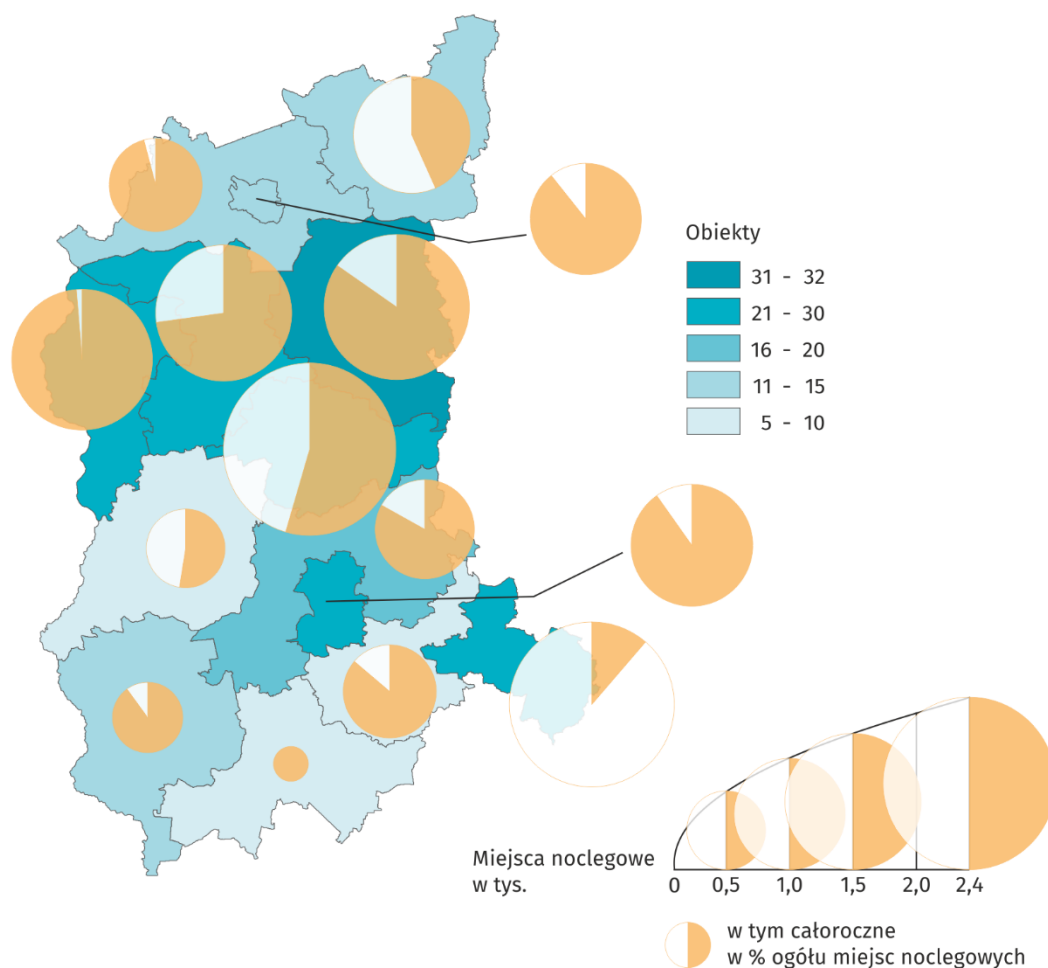 Obiekty
31 - 32
21 - 30
16 - 20
11 - 15
5 - 10
Miejsca noclegowe
w tys.
0 0,5 1,0 1,5 2,0 2,4
w tym całoroczne
w % ogółu miejsc noclegowych